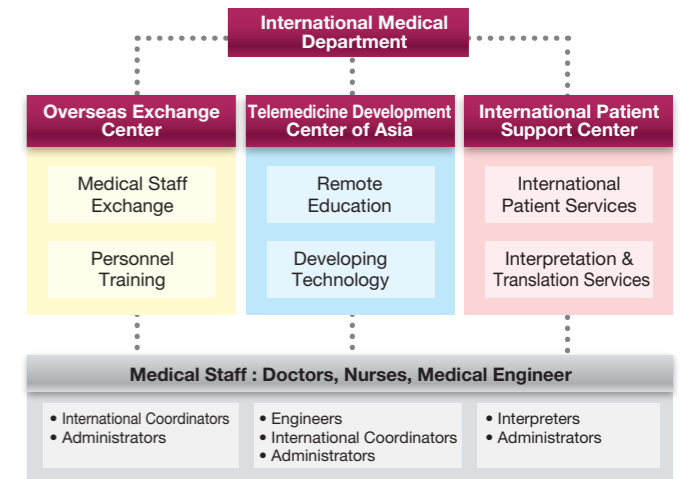 International Medical
Department
Overseas Exchange
Center
Telemedicine Development
Center of Asia
International Patient
Support Center
Medical Staff
Exchange
Personnel
Training
Remote
Education
Developing
Technology
International
Patient Services
Interpretation &
Translation Services
Medical Staff : Doctors, Nurses, Medical Engineer
• International Coordinators
• Administrators
• Engineers
• International Coordinators
• Administrators
• Interpreters
• Administrators